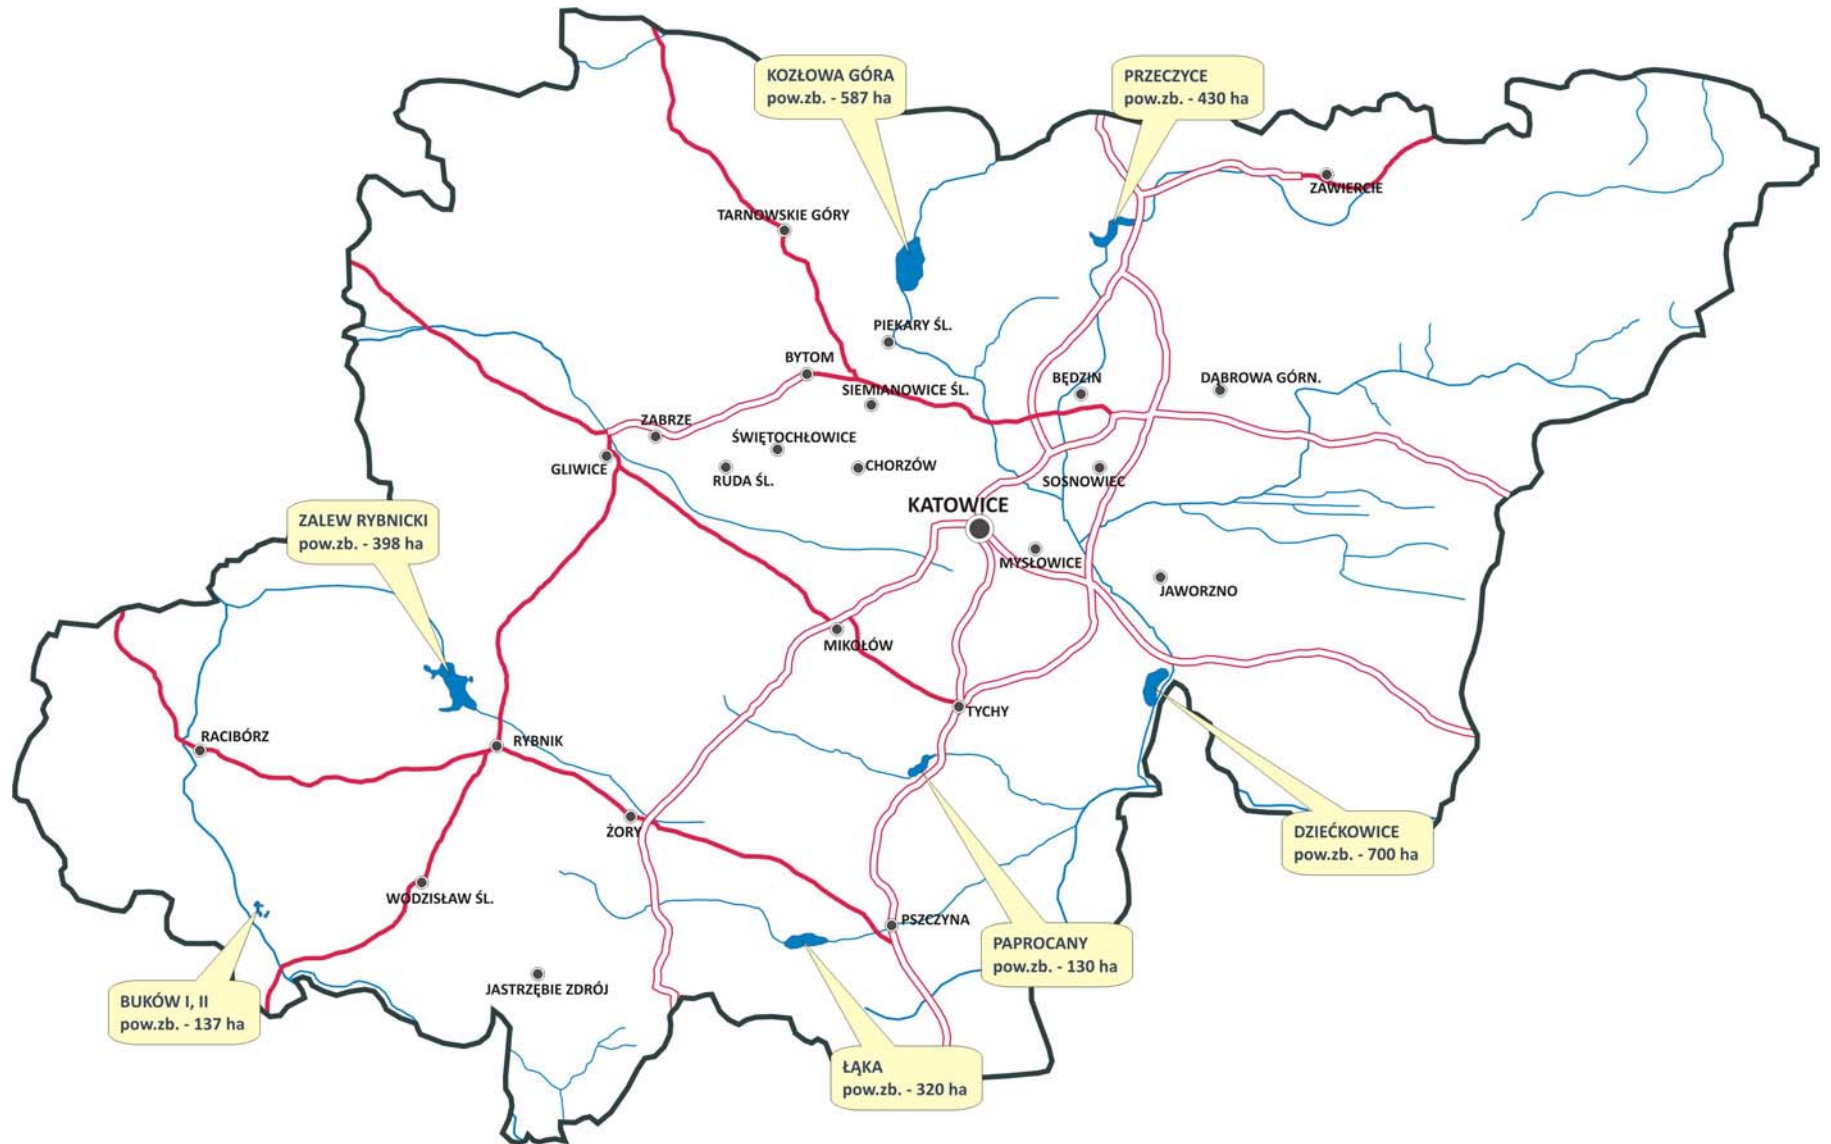 KOZŁOWA GÓRA
pow.zb. - 587 ha
PRZECZYCE
pow.zb. - 430 ha
ZAWIERCIE
TARNOWSKIE GÓRY
PIEKARY ŚL.
BYTOM
SIEMIANOWICE ŚL.
BĘDZIN
DĄBROWA GÓRN.
ZABRZE
ŚWIĘTOCHŁOWICE
GLIWICE
RUDA ŚL.
CHORZÓW
SOSNOWIEC
KATOWICE
ZALEW RYBNICKI
pow.zb. - 398 ha
MYSŁOWICE
JAWORZNO
MIKOŁÓW
TYCHY
RACIBÓRZ
RYBNIK
ŻORY
DZIEĆKOWICE
pow.zb. - 700 ha
WODZISŁAW ŚL.
PSZCZYNA
PAPROCANY
pow.zb. - 130 ha
JASTRZĘBIE ZDRÓJ
BUKÓW I, II
pow.zb. - 137 ha
ŁĄKA
pow.zb. - 320 ha